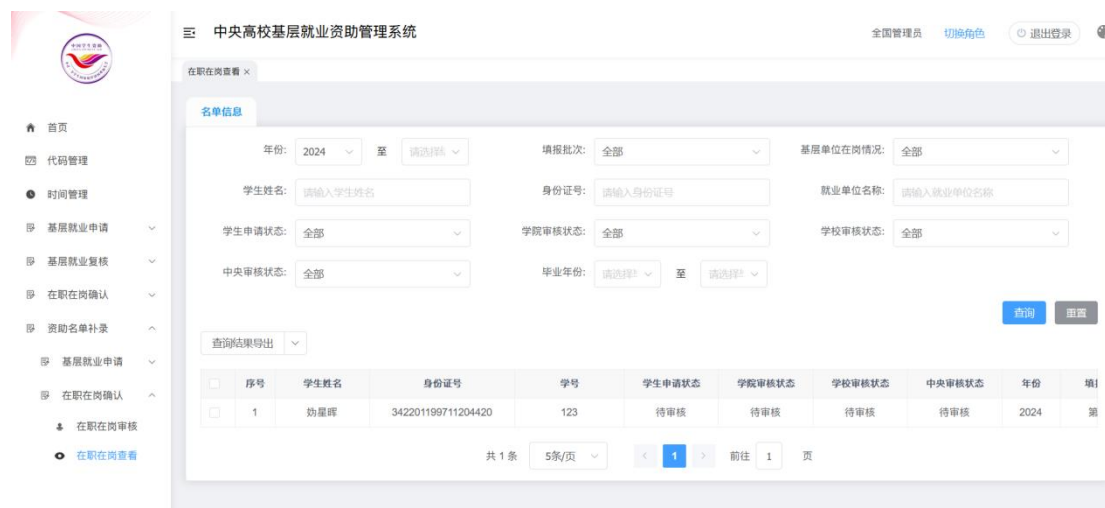 中央高校基层就业资助管理系统 全国管理员 切换角色 退出登录
在职在岗查看 ×
名单信息
首页
代码管理
时间管理
基层就业申请
基层就业复核
在职在岗确认
资助名单补录
基层就业申请
在职在岗确认
在职在岗审核
在职在岗查看
年份: 2024 至 填报批次: 全部 基层单位在岗情况: 全部
学生姓名: 请输入学生姓名 身份证号: 请输入身份证号 就业单位名称: 请输入就业单位名称
学生申请状态: 全部 学院审核状态: 全部 学校审核状态: 全部
中央审核状态: 全部 毕业年份: 请选择 至 请选择
查询 重置
查询结果导出
序号 学生姓名 身份证号 学号 学生申请状态 学院审核状态 学校审核状态 中央审核状态 年份 填
1 妫星晖 342201199711204420 123 待审核 待审核 待审核 待审核 2024 第
共 1 条 5条/页 1 前往 1 页